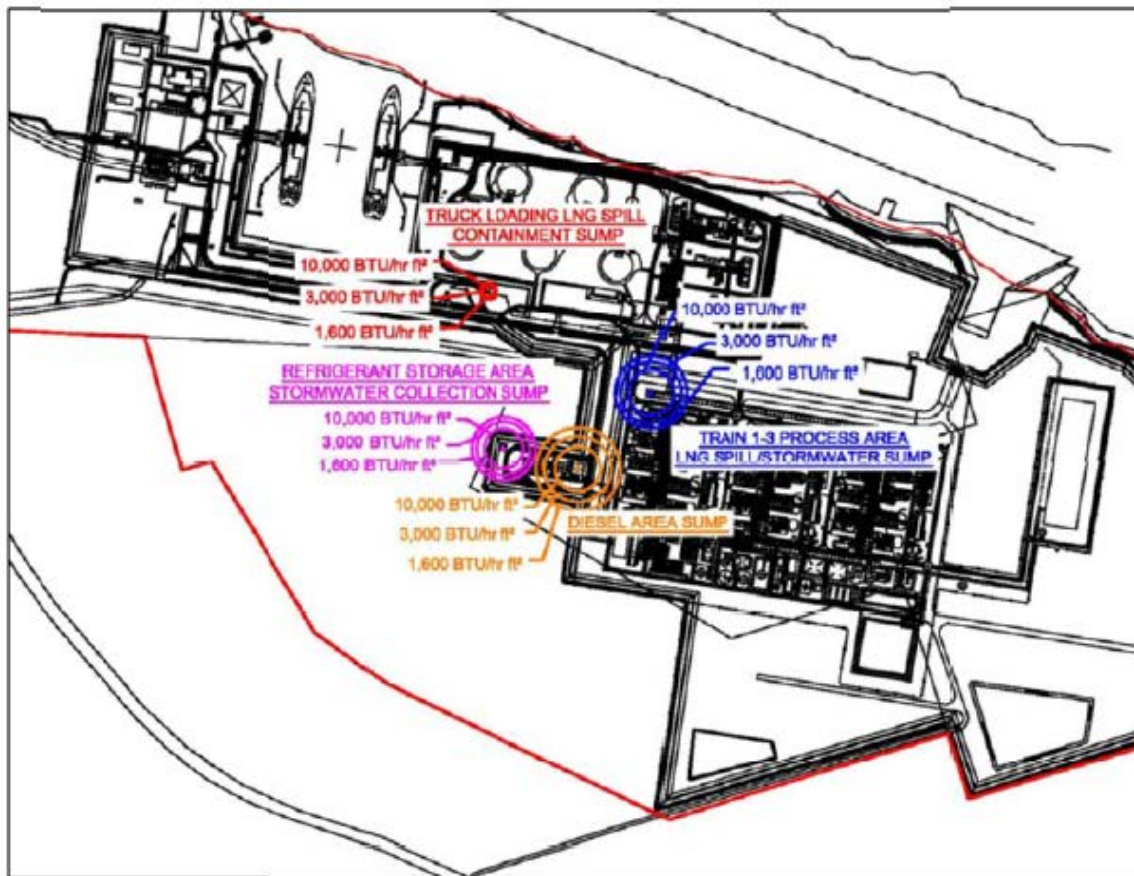 TRUCK LOADING LNG SPILL
CONTAINMENT SUMP
10,000 BTU/hr ft²
3,000 BTU/hr ft²
1,600 BTU/hr ft²
10,000 BTU/hr ft²
3,000 BTU/hr ft²
1,600 BTU/hr ft²
REFRIGERANT STORAGE AREA
STORMWATER COLLECTION SUMP
10,000 BTU/hr ft²
3,000 BTU/hr ft²
1,600 BTU/hr ft²
TRAIN 1-3 PROCESS AREA
LNG SPILL/STORMWATER SUMP
10,000 BTU/hr ft²
3,000 BTU/hr ft²
1,600 BTU/hr ft²
DIESEL AREA SUMP